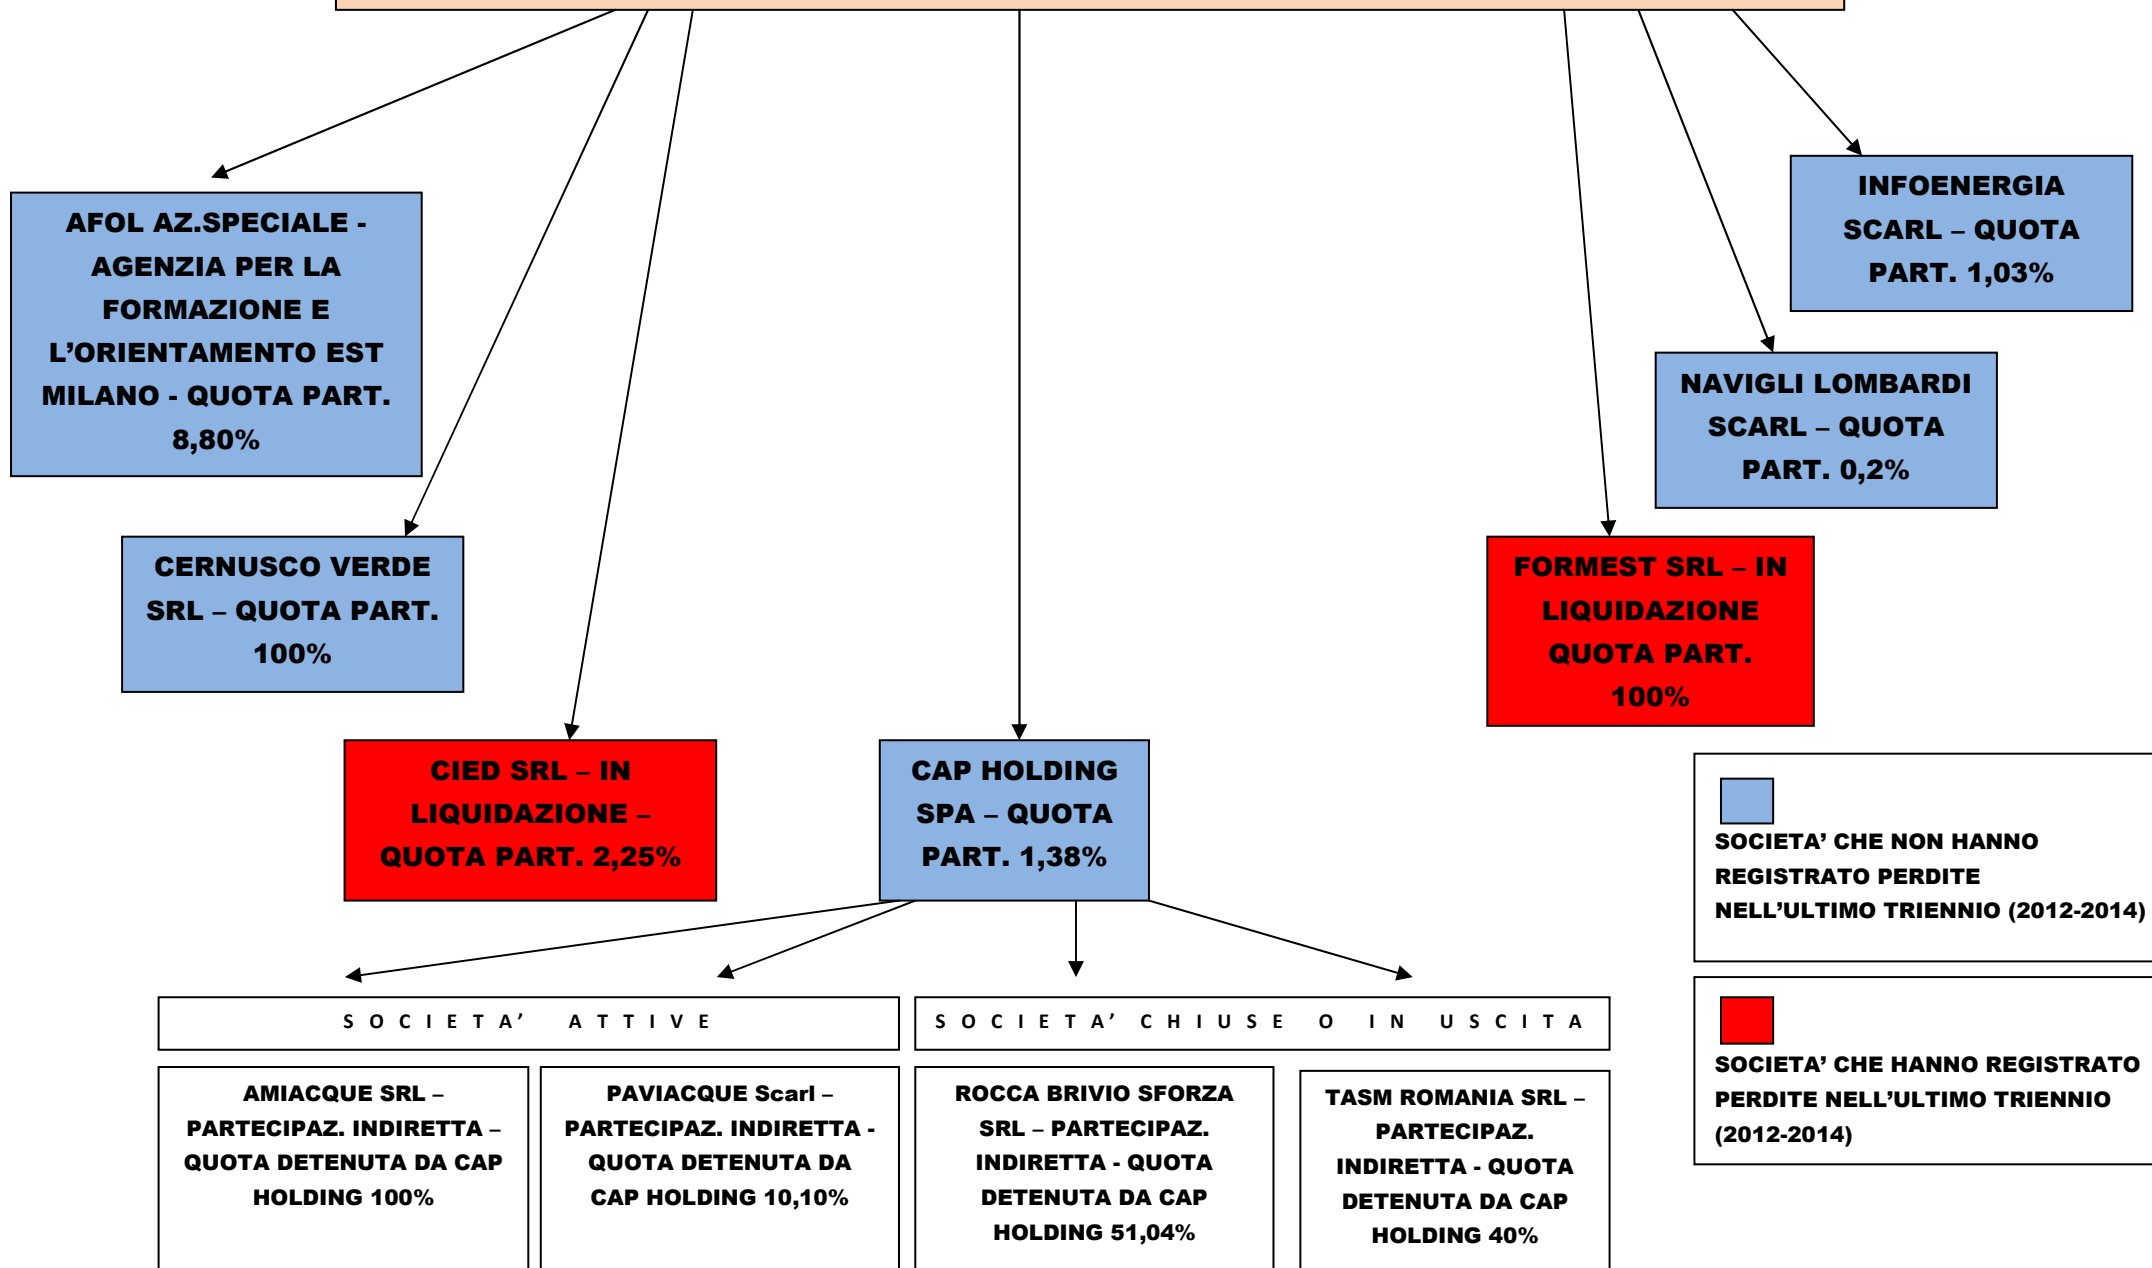 INFOENERGIA
SCARL – QUOTA
PART. 1,03%
AFOL AZ.SPECIALE -
AGENZIA PER LA
FORMAZIONE E
L’ORIENTAMENTO EST
MILANO - QUOTA PART.
8,80%
NAVIGLI LOMBARDI
SCARL – QUOTA
PART. 0,2%
CERNUSCO VERDE
SRL – QUOTA PART.
100%
FORMEST SRL – IN
LIQUIDAZIONE
QUOTA PART.
100%
CIED SRL – IN
LIQUIDAZIONE –
QUOTA PART. 2,25%
CAP HOLDING
SPA – QUOTA
PART. 1,38%
SOCIETA’ CHE NON HANNO
REGISTRATO PERDITE
NELL’ULTIMO TRIENNIO (2012-2014)
SOCIETA’ CHE HANNO REGISTRATO
PERDITE NELL’ULTIMO TRIENNIO
(2012-2014)
SOCIETA’ ATTIVE
SOCIETA’ CHIUSE O IN USCITA
AMIACQUE SRL –
PARTECIPAZ. INDIRETTA –
QUOTA DETENUTA DA CAP
HOLDING 100%
PAVIACQUE Scarl –
PARTECIPAZ. INDIRETTA -
QUOTA DETENUTA DA
CAP HOLDING 10,10%
ROCCA BRIVIO SFORZA
SRL – PARTECIPAZ.
INDIRETTA - QUOTA
DETENUTA DA CAP
HOLDING 51,04%
TASM ROMANIA SRL –
PARTECIPAZ.
INDIRETTA - QUOTA
DETENUTA DA CAP
HOLDING 40%